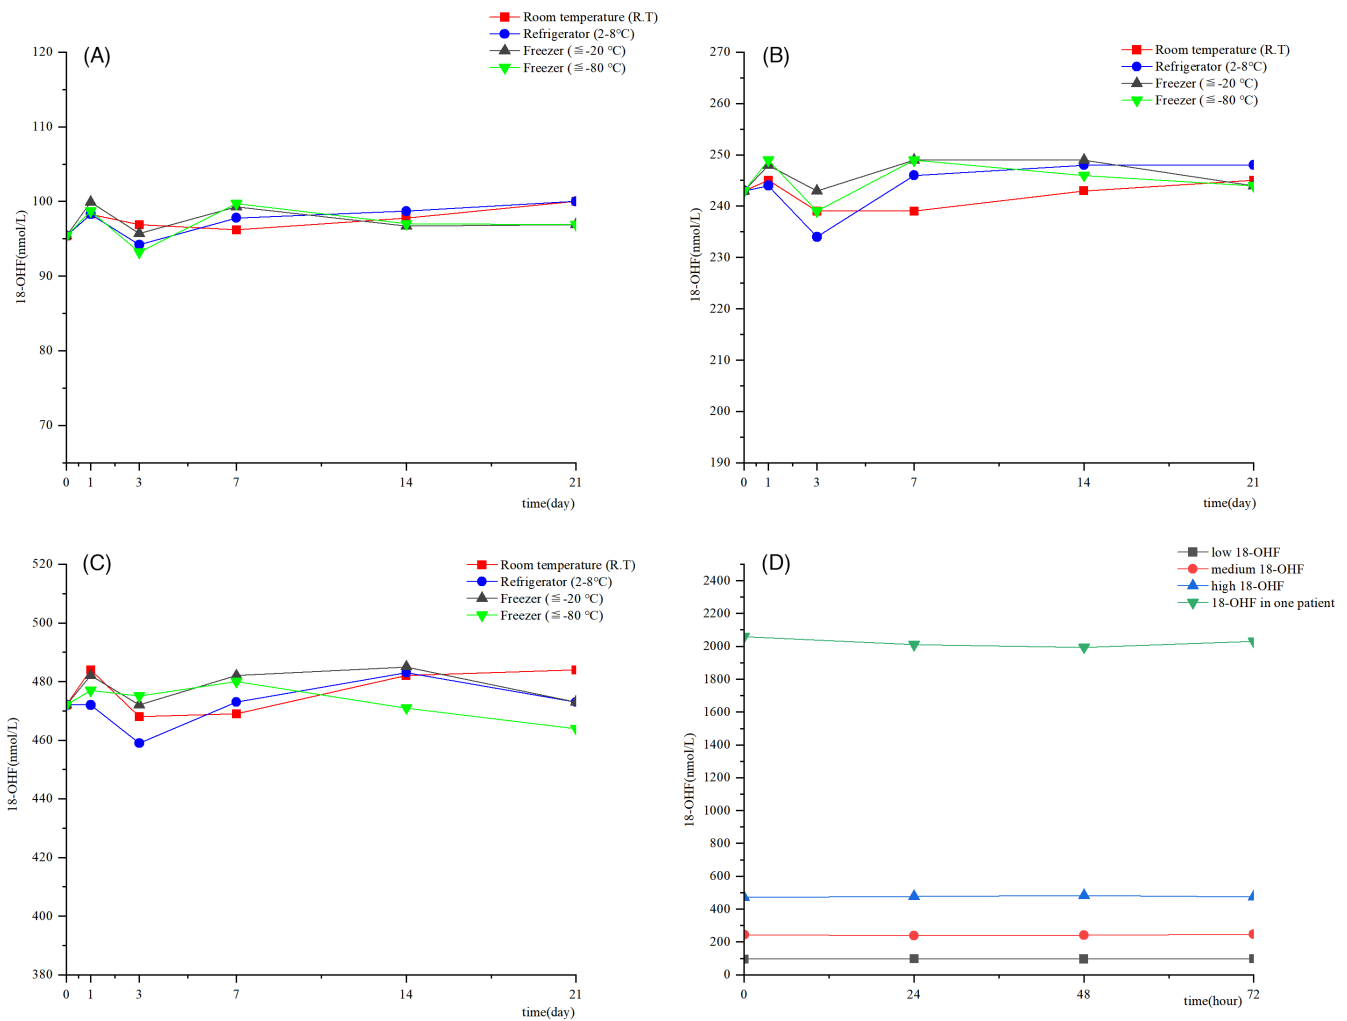 (A)
Room temperature (R.T)
Refrigerator (2-8℃)
Freezer (≦-20 ℃)
Freezer (≦-80 ℃)
120
110
100
90
80
70
18-OHF(nmol/L)
0 1 3 7 14 21
time(day)
(B)
Room temperature (R.T)
Refrigerator (2-8℃)
Freezer (≦-20 ℃)
Freezer (≦-80 ℃)
270
260
250
240
230
220
210
200
190
18-OHF(nmol/L)
0 1 3 7 14 21
time(day)
(C)
Room temperature (R.T)
Refrigerator (2-8℃)
Freezer (≦-20 ℃)
Freezer (≦-80 ℃)
520
500
480
460
440
420
400
380
18-OHF(nmol/L)
0 1 3 7 14 21
time(day)
(D)
low 18-OHF
medium 18-OHF
high 18-OHF
18-OHF in one patient
2400
2200
2000
1800
1600
1400
1200
1000
800
600
400
200
0
18-OHF(nmol/L)
0 24 48 72
time(hour)